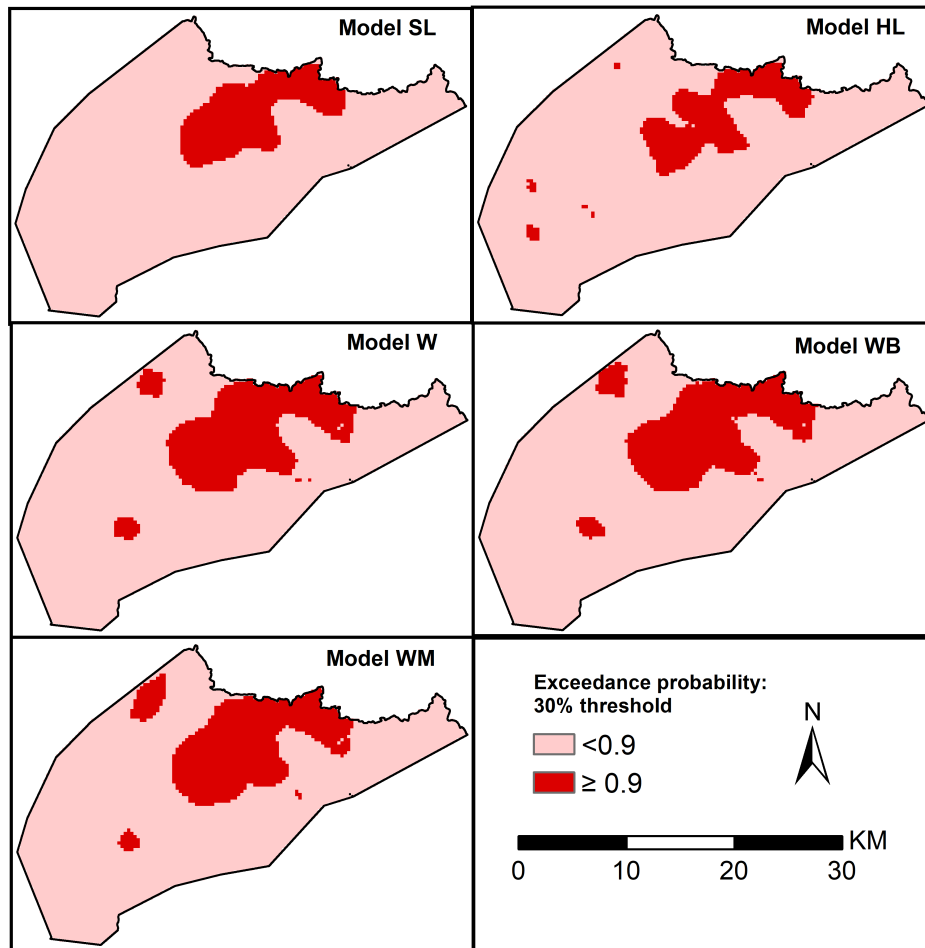 Model SL
Model HL
Model W
Model WB
Model WM
Exceedance probability:
30% threshold
<0.9
≥ 0.9
N
KM
0 10 20 30